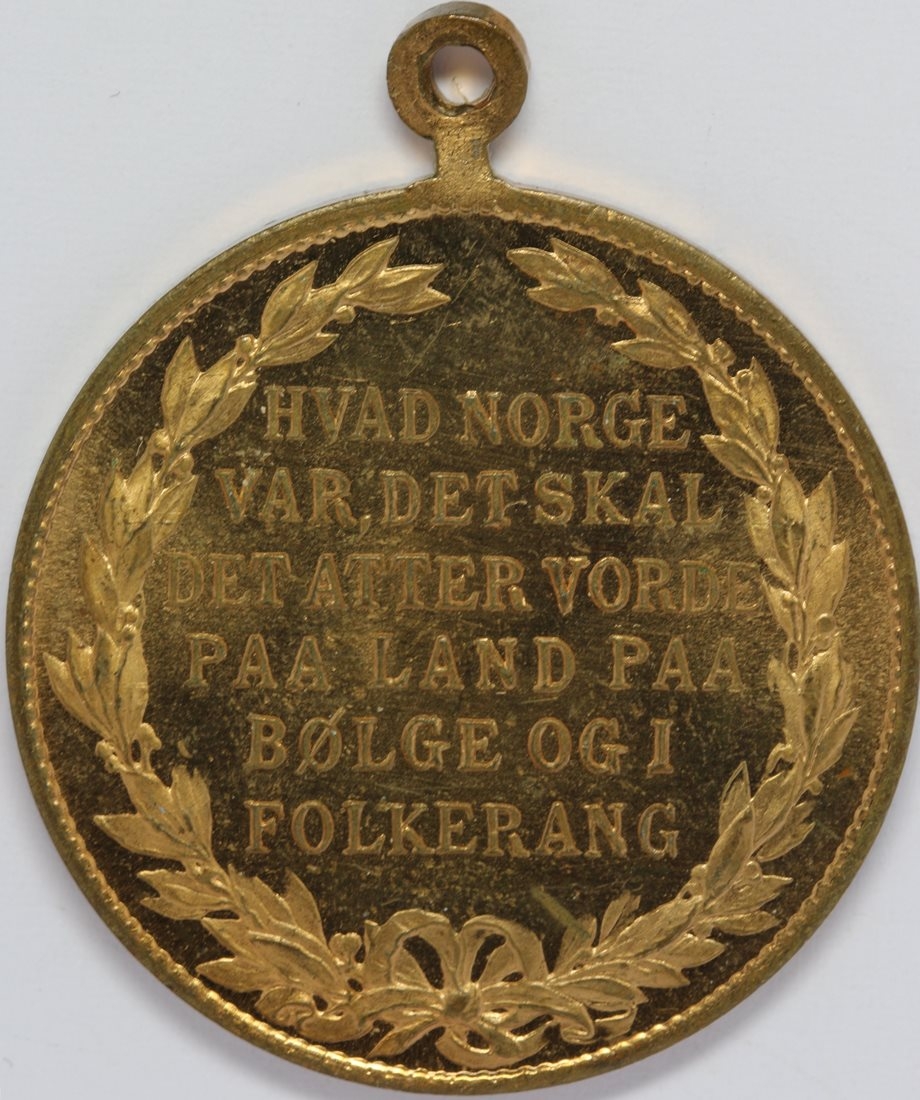 HVAD NORGE
VAR, DET SKAL
DET ATTER VORDE
PAA LAND PAA
BØLGE OG I
FOLKERANG